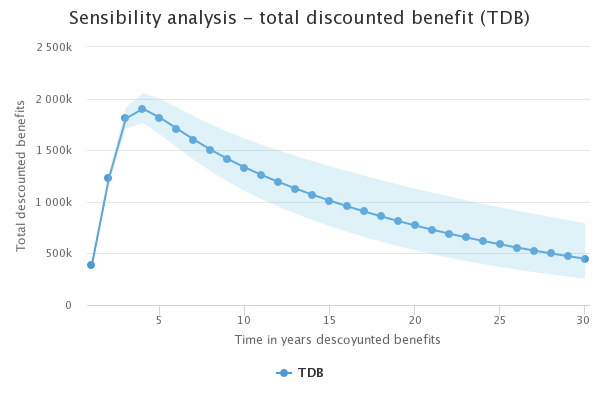 Sensibility analysis – total discounted benefit (TDB)
Total descounted benefits
2 500k
2 000k
1 500k
1 000k
500k
0
5 10 15 20 25 30
Time in years descoyunted benefits
TDB